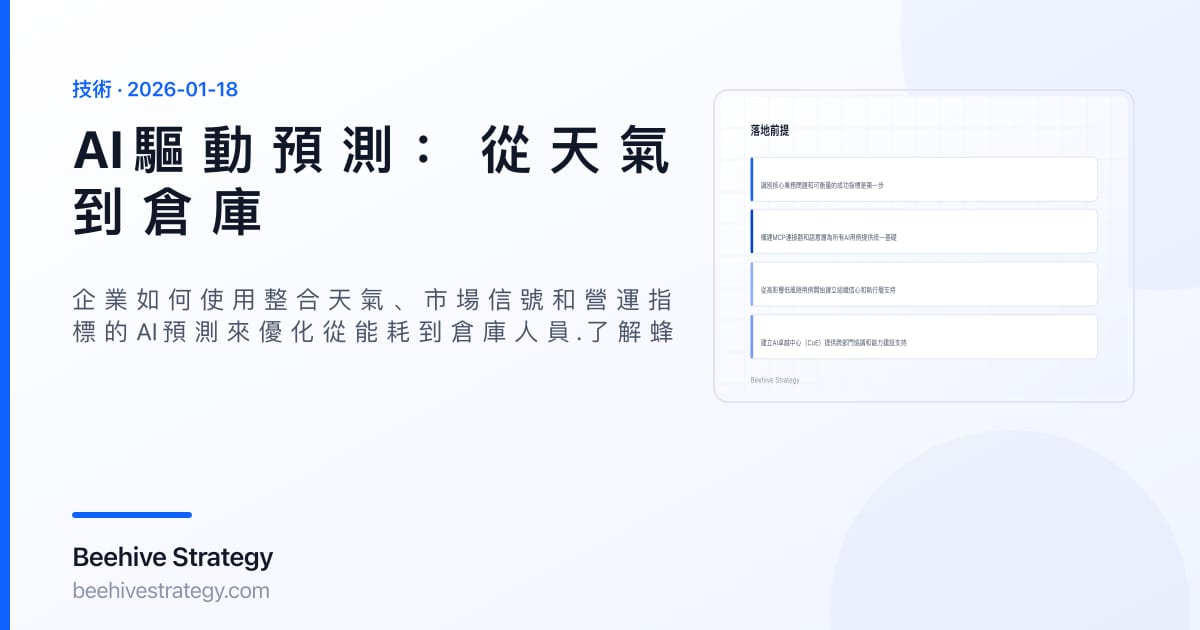 技術 · 2026-01-18
AI驅動預測：從天氣
到倉庫
企業如何使用整合天氣、市場信號和營運指
標的AI預測來優化從能耗到倉庫人員.了解蜂
Beehive Strategy
beehivestrategy.com
落地前提
識別核心業務問題和可衡量的成功指標是第一步
構建MCP連接器和語意層為所有AI用例提供統一基礎
從高影響低風險用例開始建立組織信心和執行層支持
建立AI卓越中心（CoE）提供跨部門協調和能力建設支持
Beehive Strategy